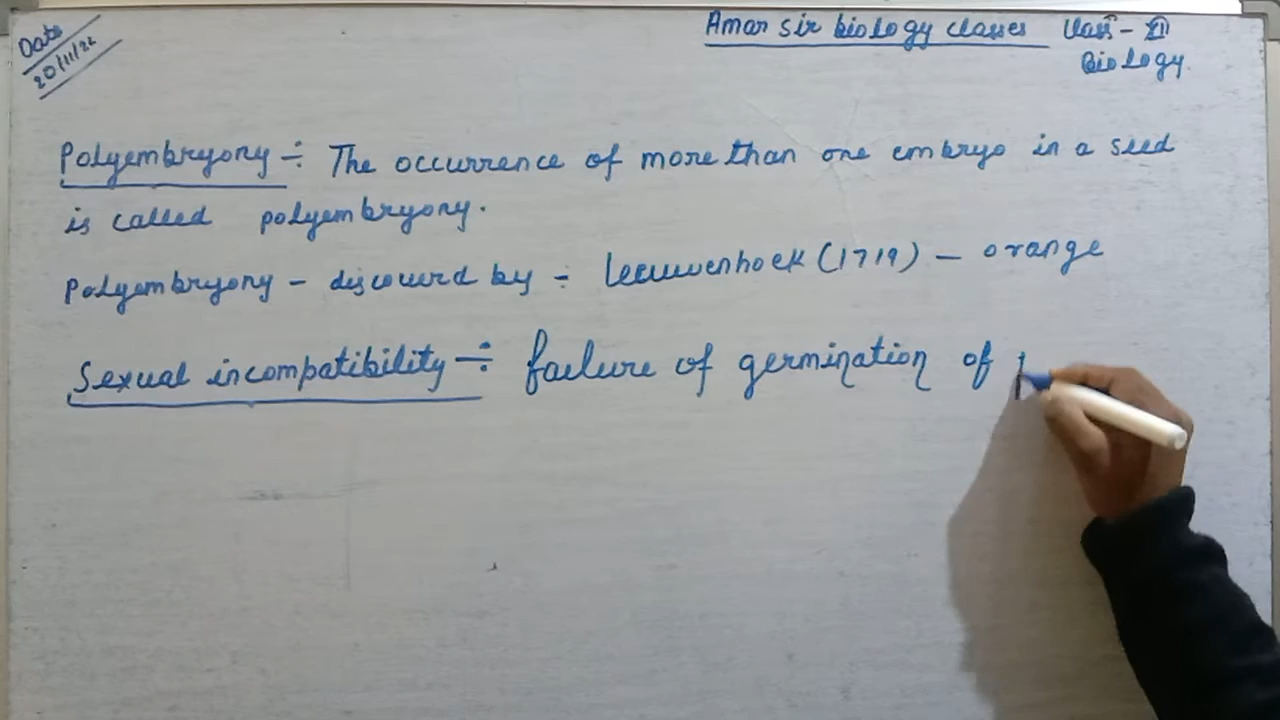 Date
20/11/22
Amar sir biology classes Class - XII
Biology
Polyembryony ÷ The occurrence of more than one embryo in a seed
is called polyembryony.
Polyembryony - discoverd by ÷ Leeuwenhoek (1719) - orange
Sexual incompatibility ÷ failure of germination of